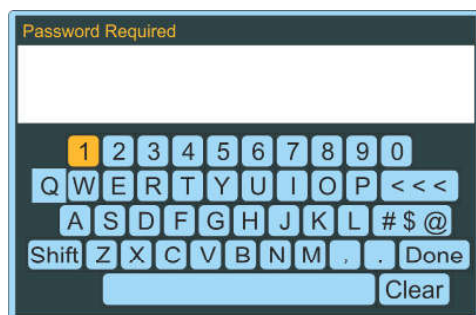 Password Required
1 2 3 4 5 6 7 8 9 0
Q W E R T Y U I O P < < <
A S D F G H J K L # $ @
Shift Z X C V B N M , . Done
Clear